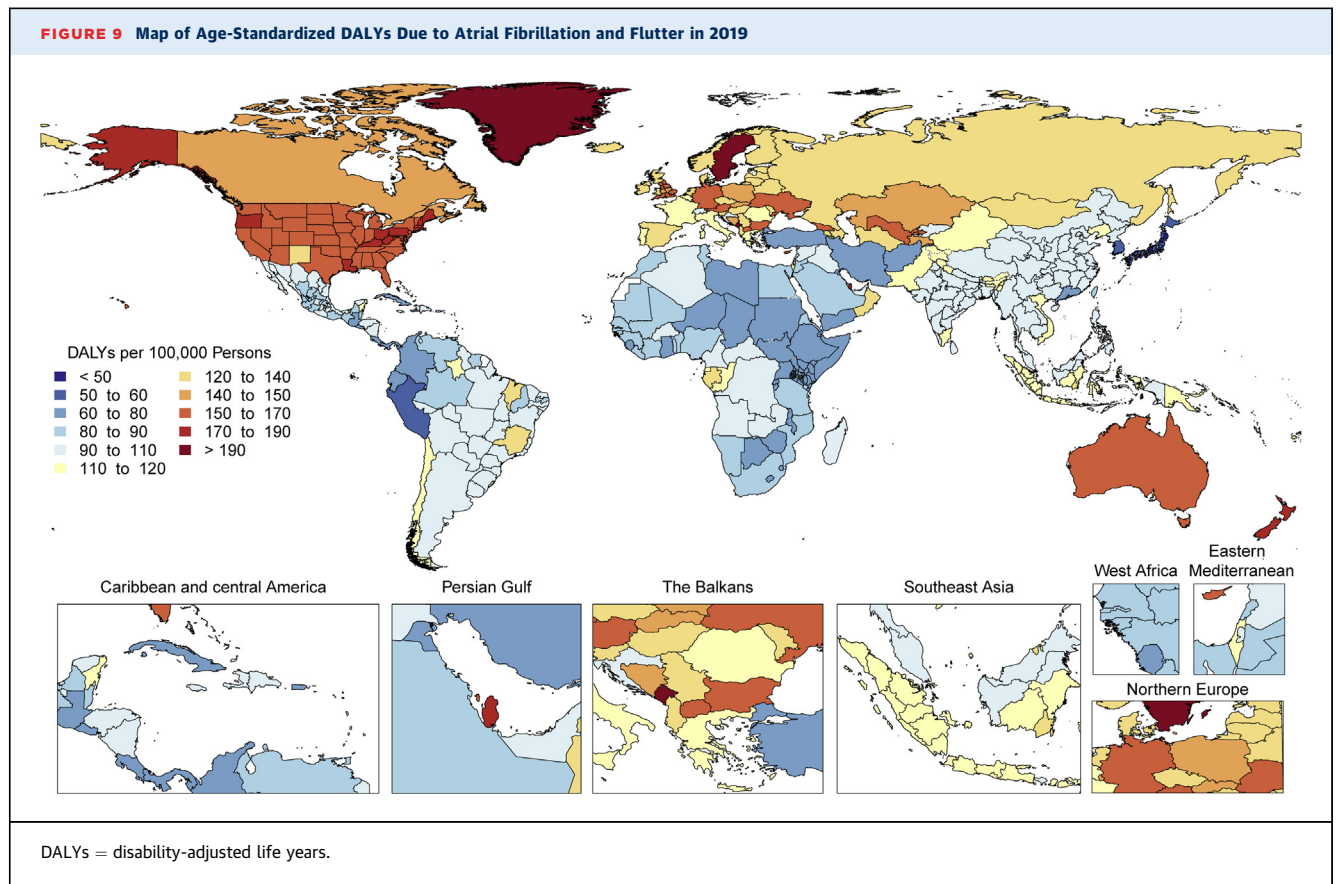 FIGURE 9 Map of Age-Standardized DALYs Due to Atrial Fibrillation and Flutter in 2019
DALYs per 100,000 Persons
< 50
50 to 60
60 to 80
80 to 90
90 to 110
110 to 120
120 to 140
140 to 150
150 to 170
170 to 190
> 190
Caribbean and central America
Persian Gulf
The Balkans
Southeast Asia
West Africa
Eastern
Mediterranean
Northern Europe
DALYs = disability-adjusted life years.